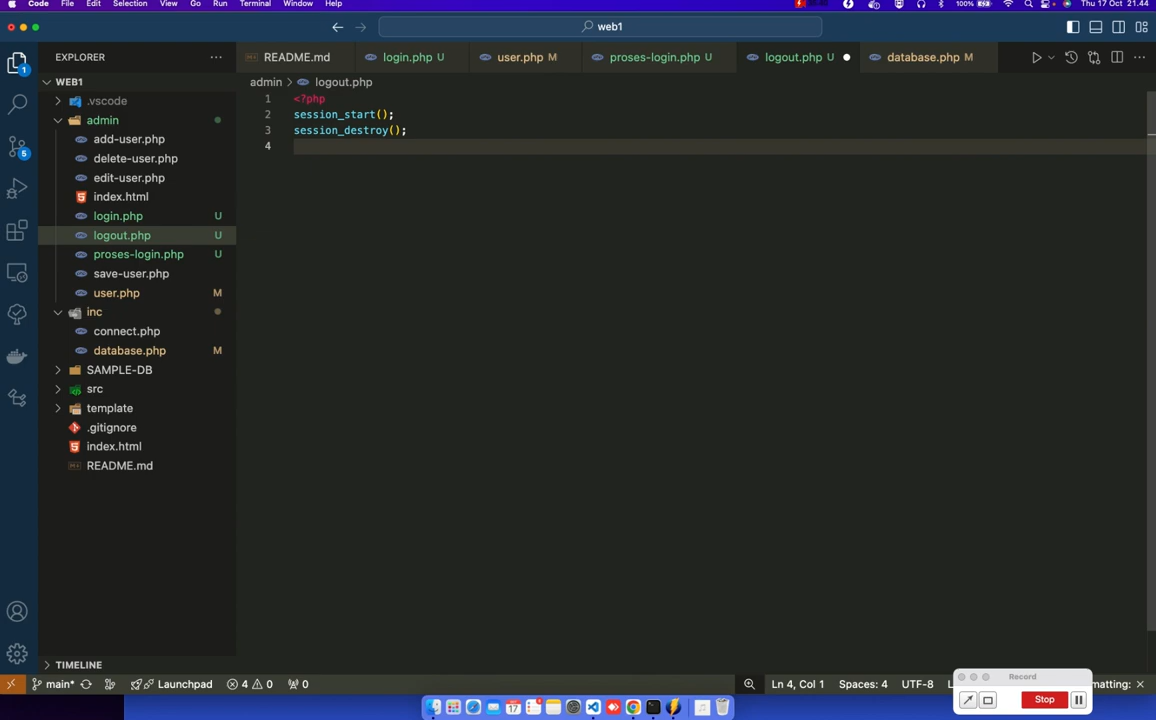 Code File Edit Selection View Go Run Terminal Window Help 100% Thu 17 Oct 21.44
web1
EXPLORER
README.md login.php U user.php M proses-login.php U logout.php U database.php M
WEB1
admin > logout.php
.vscode
admin
add-user.php
delete-user.php
edit-user.php
index.html
login.php U
logout.php U
proses-login.php U
save-user.php
user.php M
inc
connect.php
database.php M
SAMPLE-DB
src
template
.gitignore
index.html
README.md
1 <?php
2 session_start();
3 session_destroy();
4
1
5
TIMELINE
main* Launchpad 4 0 0 Ln 4, Col 1 Spaces: 4 UTF-8 matting:
Record
Stop
17